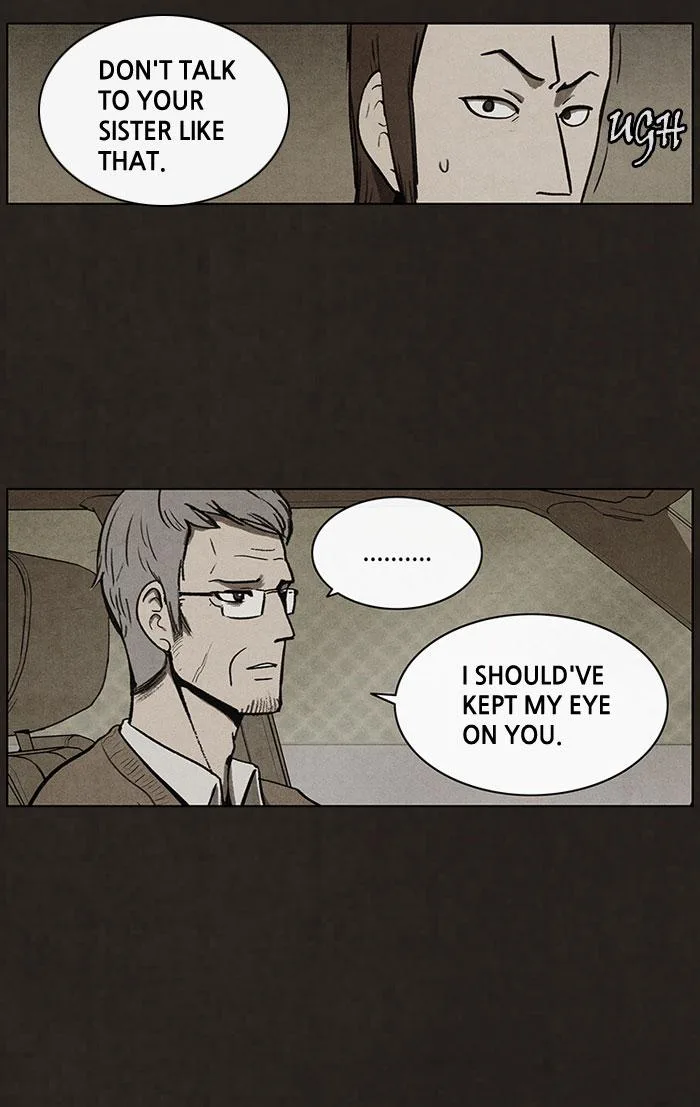 DON'T TALK
TO YOUR
SISTER LIKE
THAT.
UGH
..........
I SHOULD'VE
KEPT MY EYE
ON YOU.